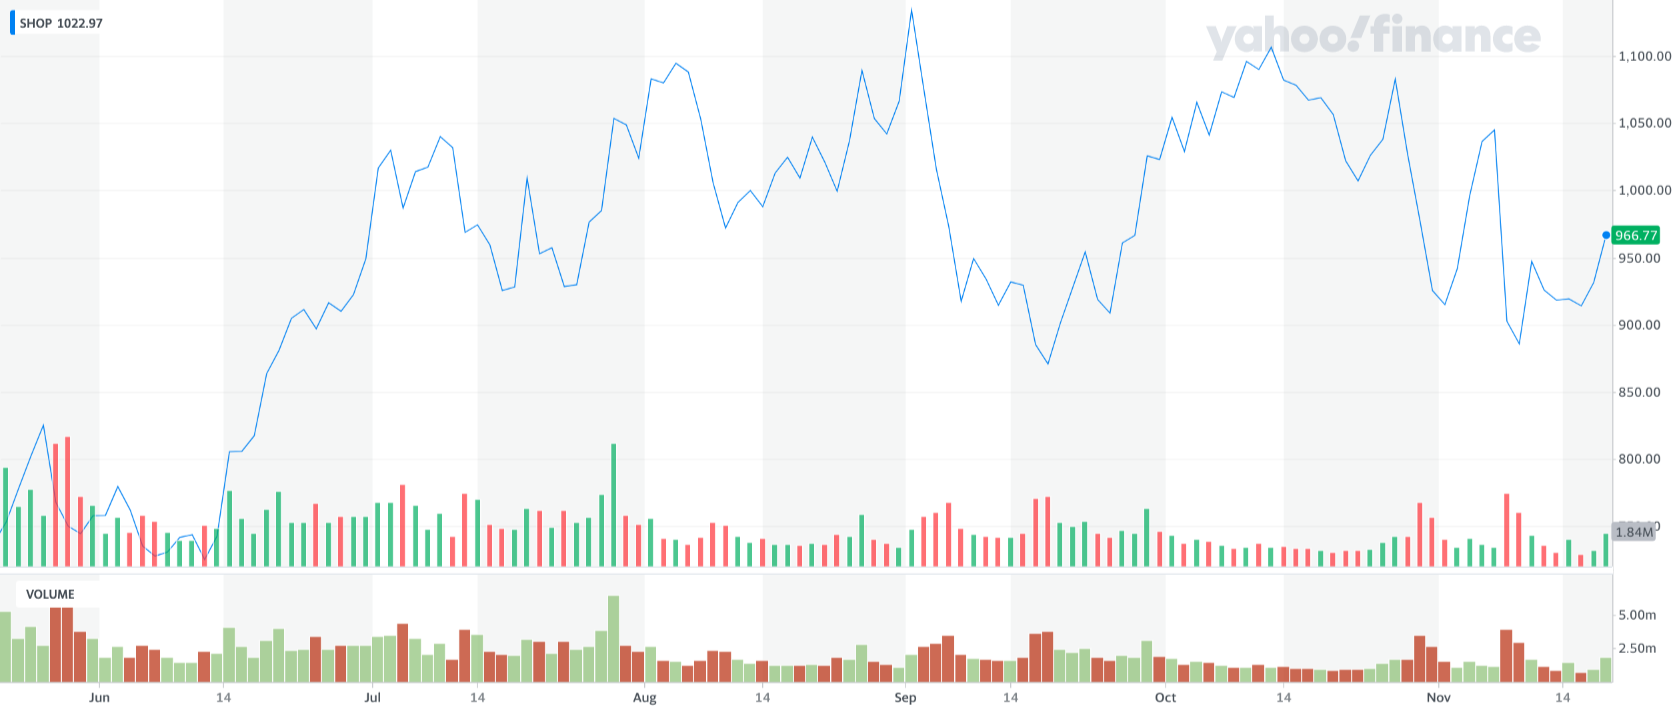 SHOP 1022.97
yahoo!finance
1,100.00
1,050.00
1,000.00
966.77
950.00
900.00
850.00
800.00
1.84M
VOLUME
5.00m
2.50m
Jun 14 Jul 14 Aug 14 Sep 14 Oct 14 Nov 14